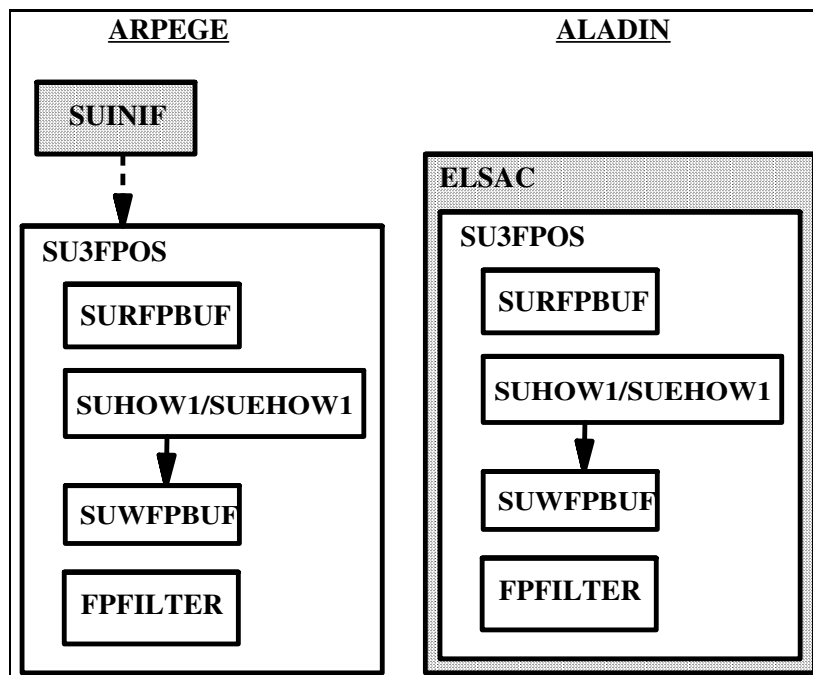 ARPEGE
SUINIF
SU3FPOS
SURFPBUF
SUHOW1/SUEHOW1
SUWFPBUF
FPFILTER
ALADIN
ELSAC
SU3FPOS
SURFPBUF
SUHOW1/SUEHOW1
SUWFPBUF
FPFILTER